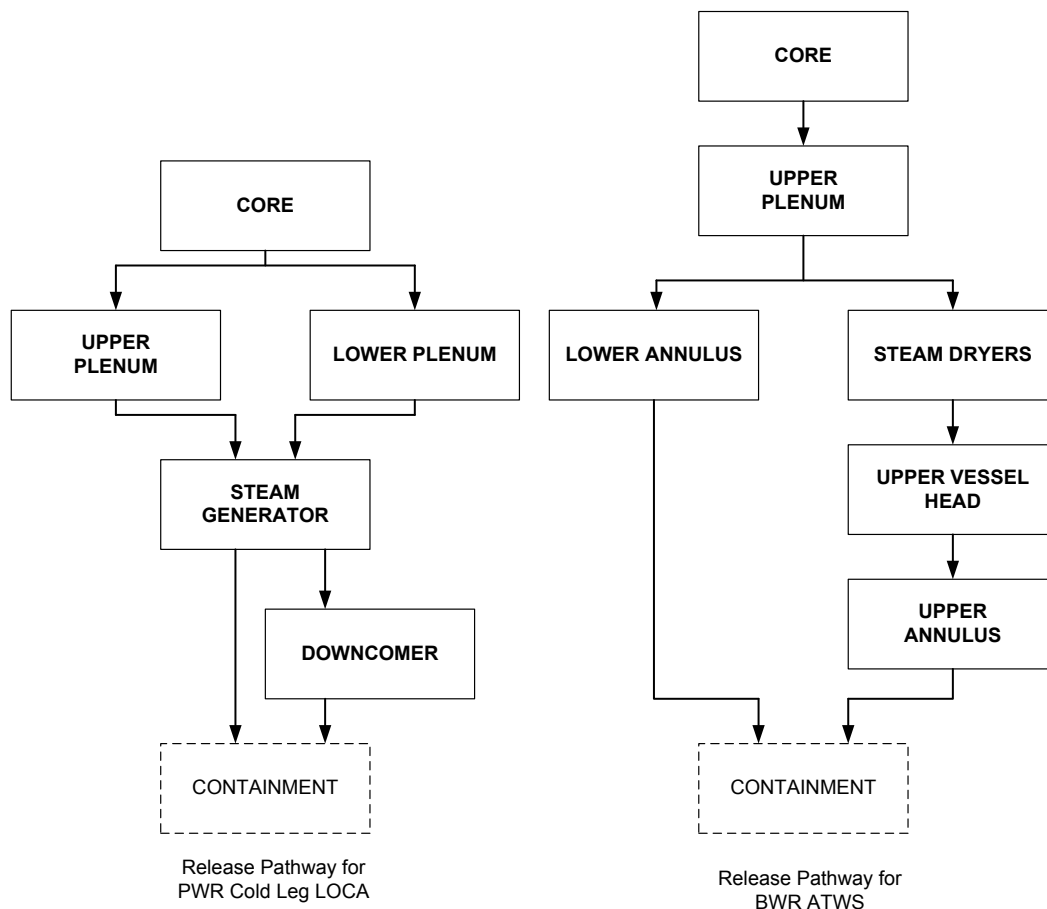 CORE
UPPER
PLENUM
LOWER PLENUM
STEAM
GENERATOR
DOWNCOMER
CONTAINMENT
Release Pathway for
PWR Cold Leg LOCA
CORE
UPPER
PLENUM
LOWER ANNULUS
STEAM DRYERS
UPPER VESSEL
HEAD
UPPER
ANNULUS
CONTAINMENT
Release Pathway for
BWR ATWS